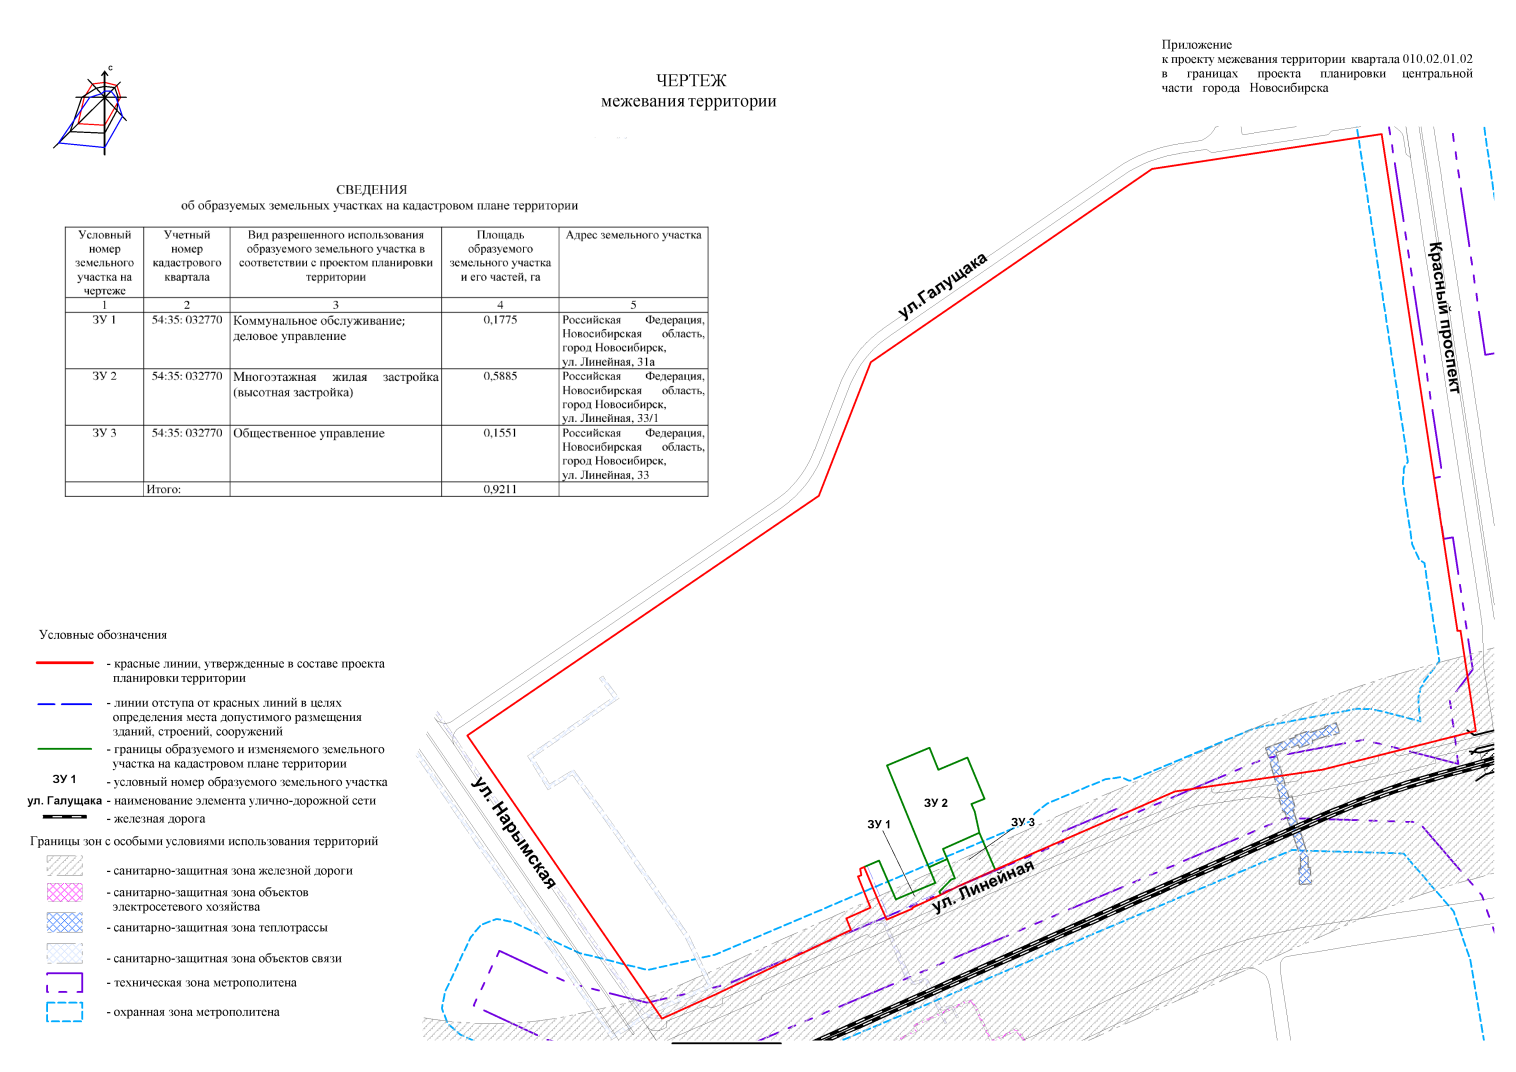 Приложение
к проекту межевания территории квартала 010.02.01.02
в границах проекта планировки центральной
части города Новосибирска
С
ЧЕРТЕЖ
межевания территории
СВЕДЕНИЯ
об образуемых земельных участках на кадастровом плане территории
Условный номер земельного участка на чертеже
Учетный номер кадастрового квартала
Вид разрешенного использования образуемого земельного участка в соответствии с проектом планировки территории
Площадь образуемого земельного участка и его частей, га
Адрес земельного участка
1 2 3 4 5
ЗУ 1 54:35: 032770 Коммунальное обслуживание; 0,1775 Российская Федерация,
деловое управление Новосибирская область,
город Новосибирск,
ул. Линейная, 31а
ЗУ 2 54:35: 032770 Многоэтажная жилая застройка 0,5885 Российская Федерация,
(высотная застройка) Новосибирская область,
город Новосибирск,
ул. Линейная, 33/1
ЗУ 3 54:35: 032770 Общественное управление 0,1551 Российская Федерация,
Новосибирская область,
город Новосибирск,
ул. Линейная, 33
Итого: 0,9211
ул.Галущака
Красный проспект
ул. Нарымская
ул. Линейная
ЗУ 1
ЗУ 2
ЗУ 3
Условные обозначения
- красные линии, утвержденные в составе проекта
планировки территории
- линии отступа от красных линий в целях
определения места допустимого размещения
зданий, строений, сооружений
- границы образуемого и изменяемого земельного
участка на кадастровом плане территории
ЗУ 1 - условный номер образуемого земельного участка
ул. Галущака - наименование элемента улично-дорожной сети
- железная дорога
Границы зон с особыми условиями использования территорий
- санитарно-защитная зона железной дороги
- санитарно-защитная зона объектов
электросетевого хозяйства
- санитарно-защитная зона теплотрассы
- санитарно-защитная зона объектов связи
- техническая зона метрополитена
- охранная зона метрополитена